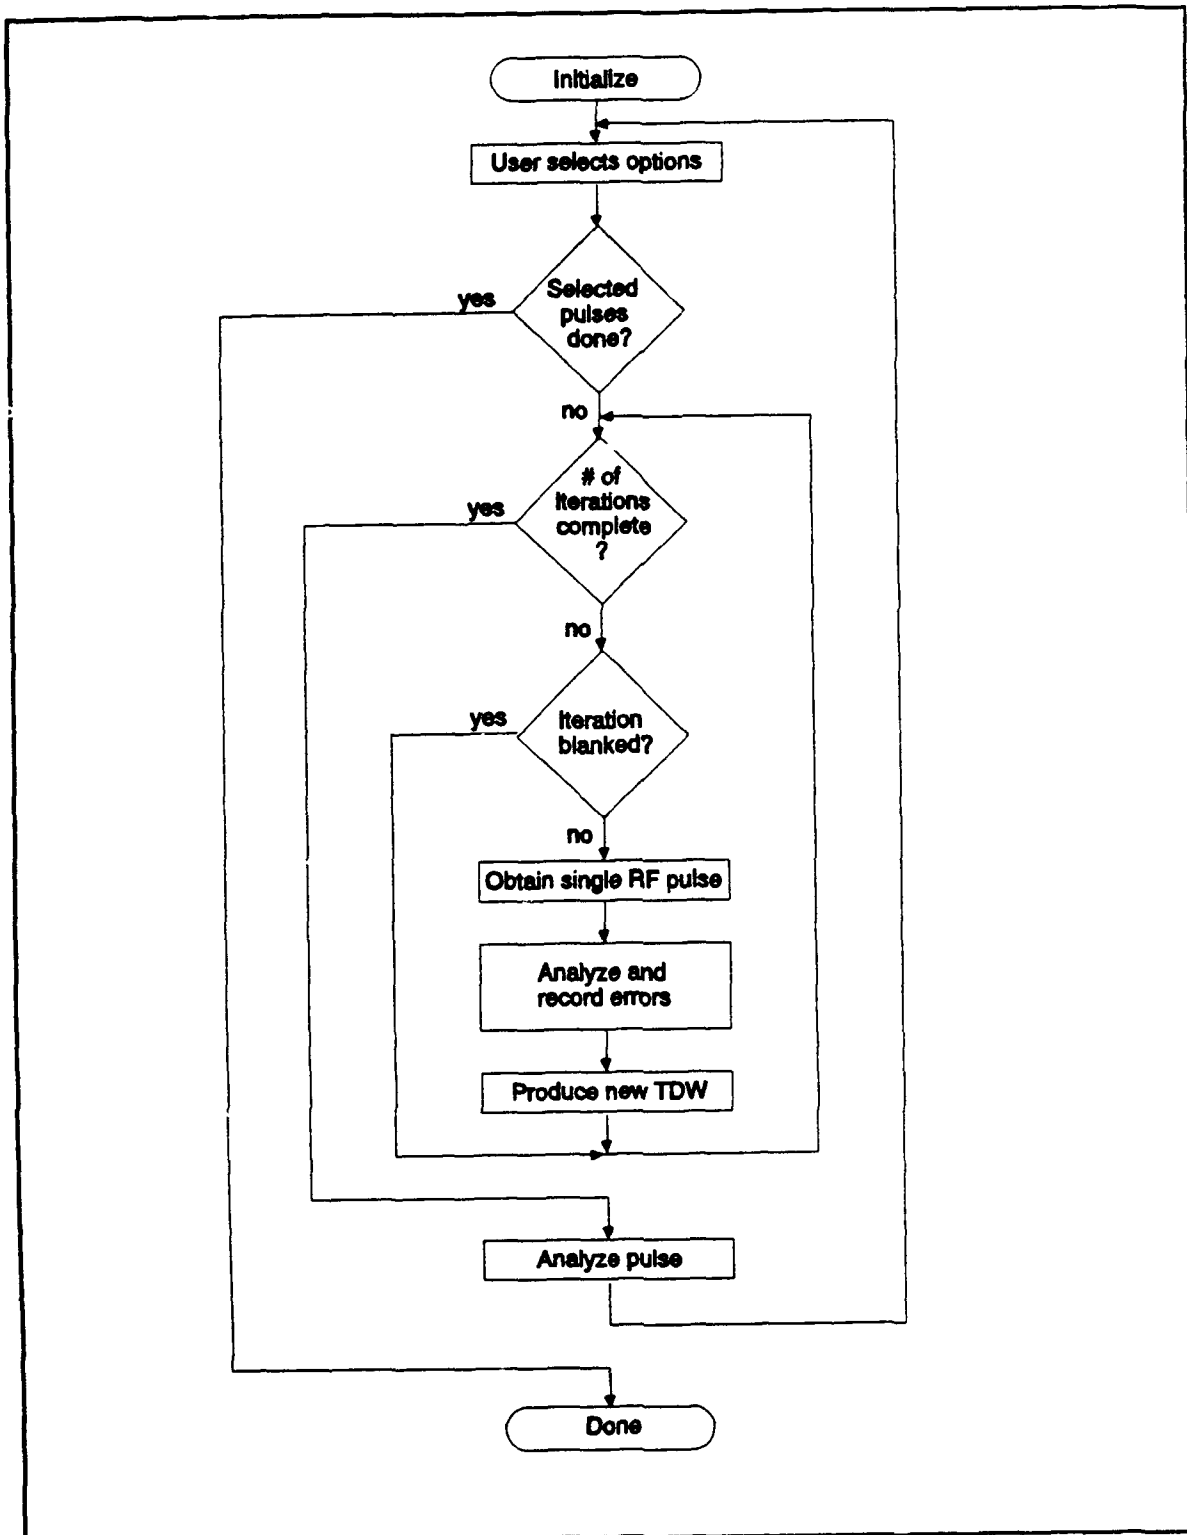 Initialize
User selects options
Selected
pulses
done?
yes
no
# of
Iterations
complete
?
yes
no
Iteration
blanked?
yes
no
Obtain single RF pulse
Analyze and
record errors
Produce new TDW
Analyze pulse
Done